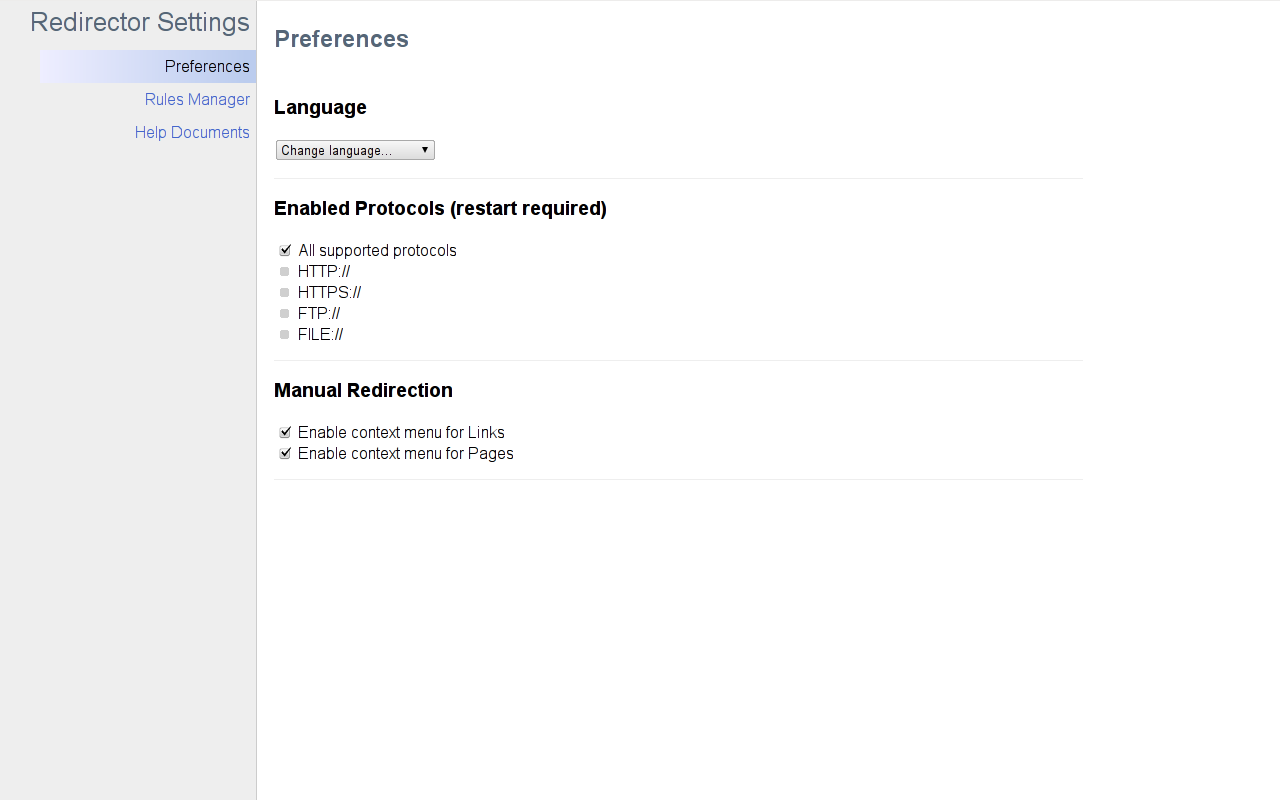 Redirector Settings
Preferences
Rules Manager
Help Documents
Preferences
Language
Change language...
Enabled Protocols (restart required)
All supported protocols
HTTP://
HTTPS://
FTP://
FILE://
Manual Redirection
Enable context menu for Links
Enable context menu for Pages